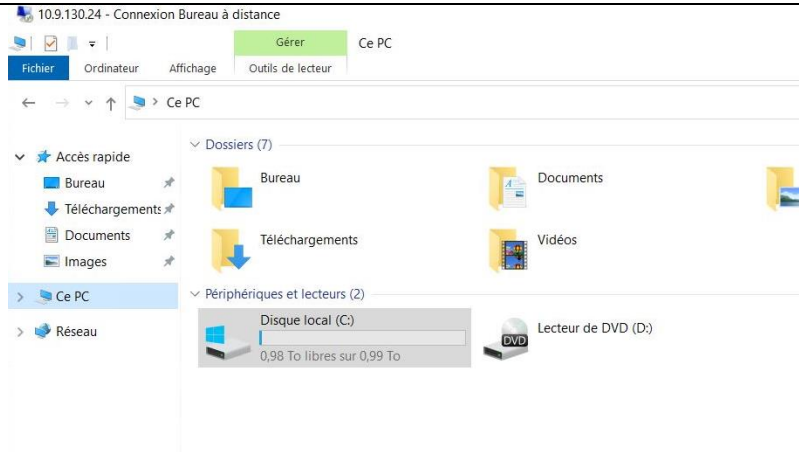 10.9.130.24 - Connexion Bureau à distance
Gérer Ce PC
Fichier Ordinateur Affichage Outils de lecteur
Ce PC
Dossiers (7)
Accès rapide
Bureau
Téléchargements
Documents
Images
Ce PC
Réseau
Bureau Documents
Téléchargements Vidéos
Périphériques et lecteurs (2)
Disque local (C:)
0,98 To libres sur 0,99 To
Lecteur de DVD (D:)
DVD